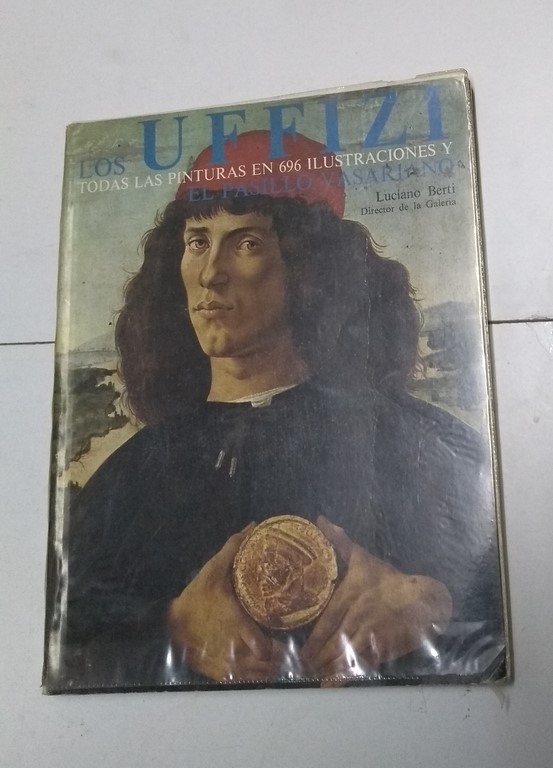 LOS UFFIZI
TODAS LAS PINTURAS EN 696 ILUSTRACIONES Y
EL PASILLO VASARIANO
Luciano Berti
Director de la Galería